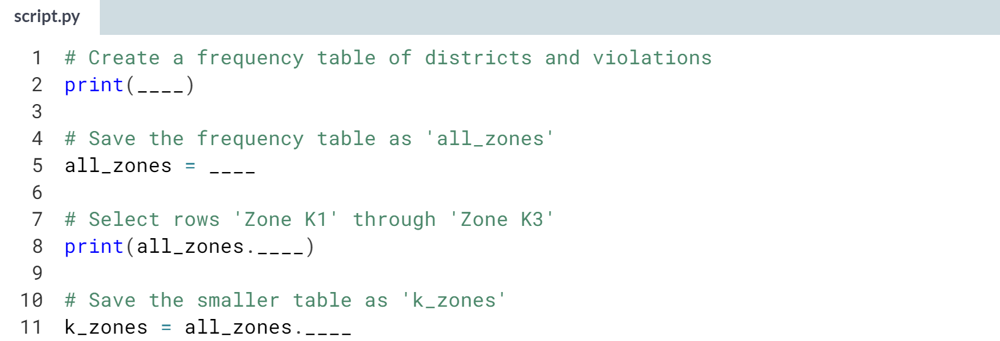 script.py
1 # Create a frequency table of districts and violations
2 print(____)
3
4 # Save the frequency table as 'all_zones'
5 all_zones = ____
6
7 # Select rows 'Zone K1' through 'Zone K3'
8 print(all_zones.____)
9
10 # Save the smaller table as 'k_zones'
11 k_zones = all_zones.____